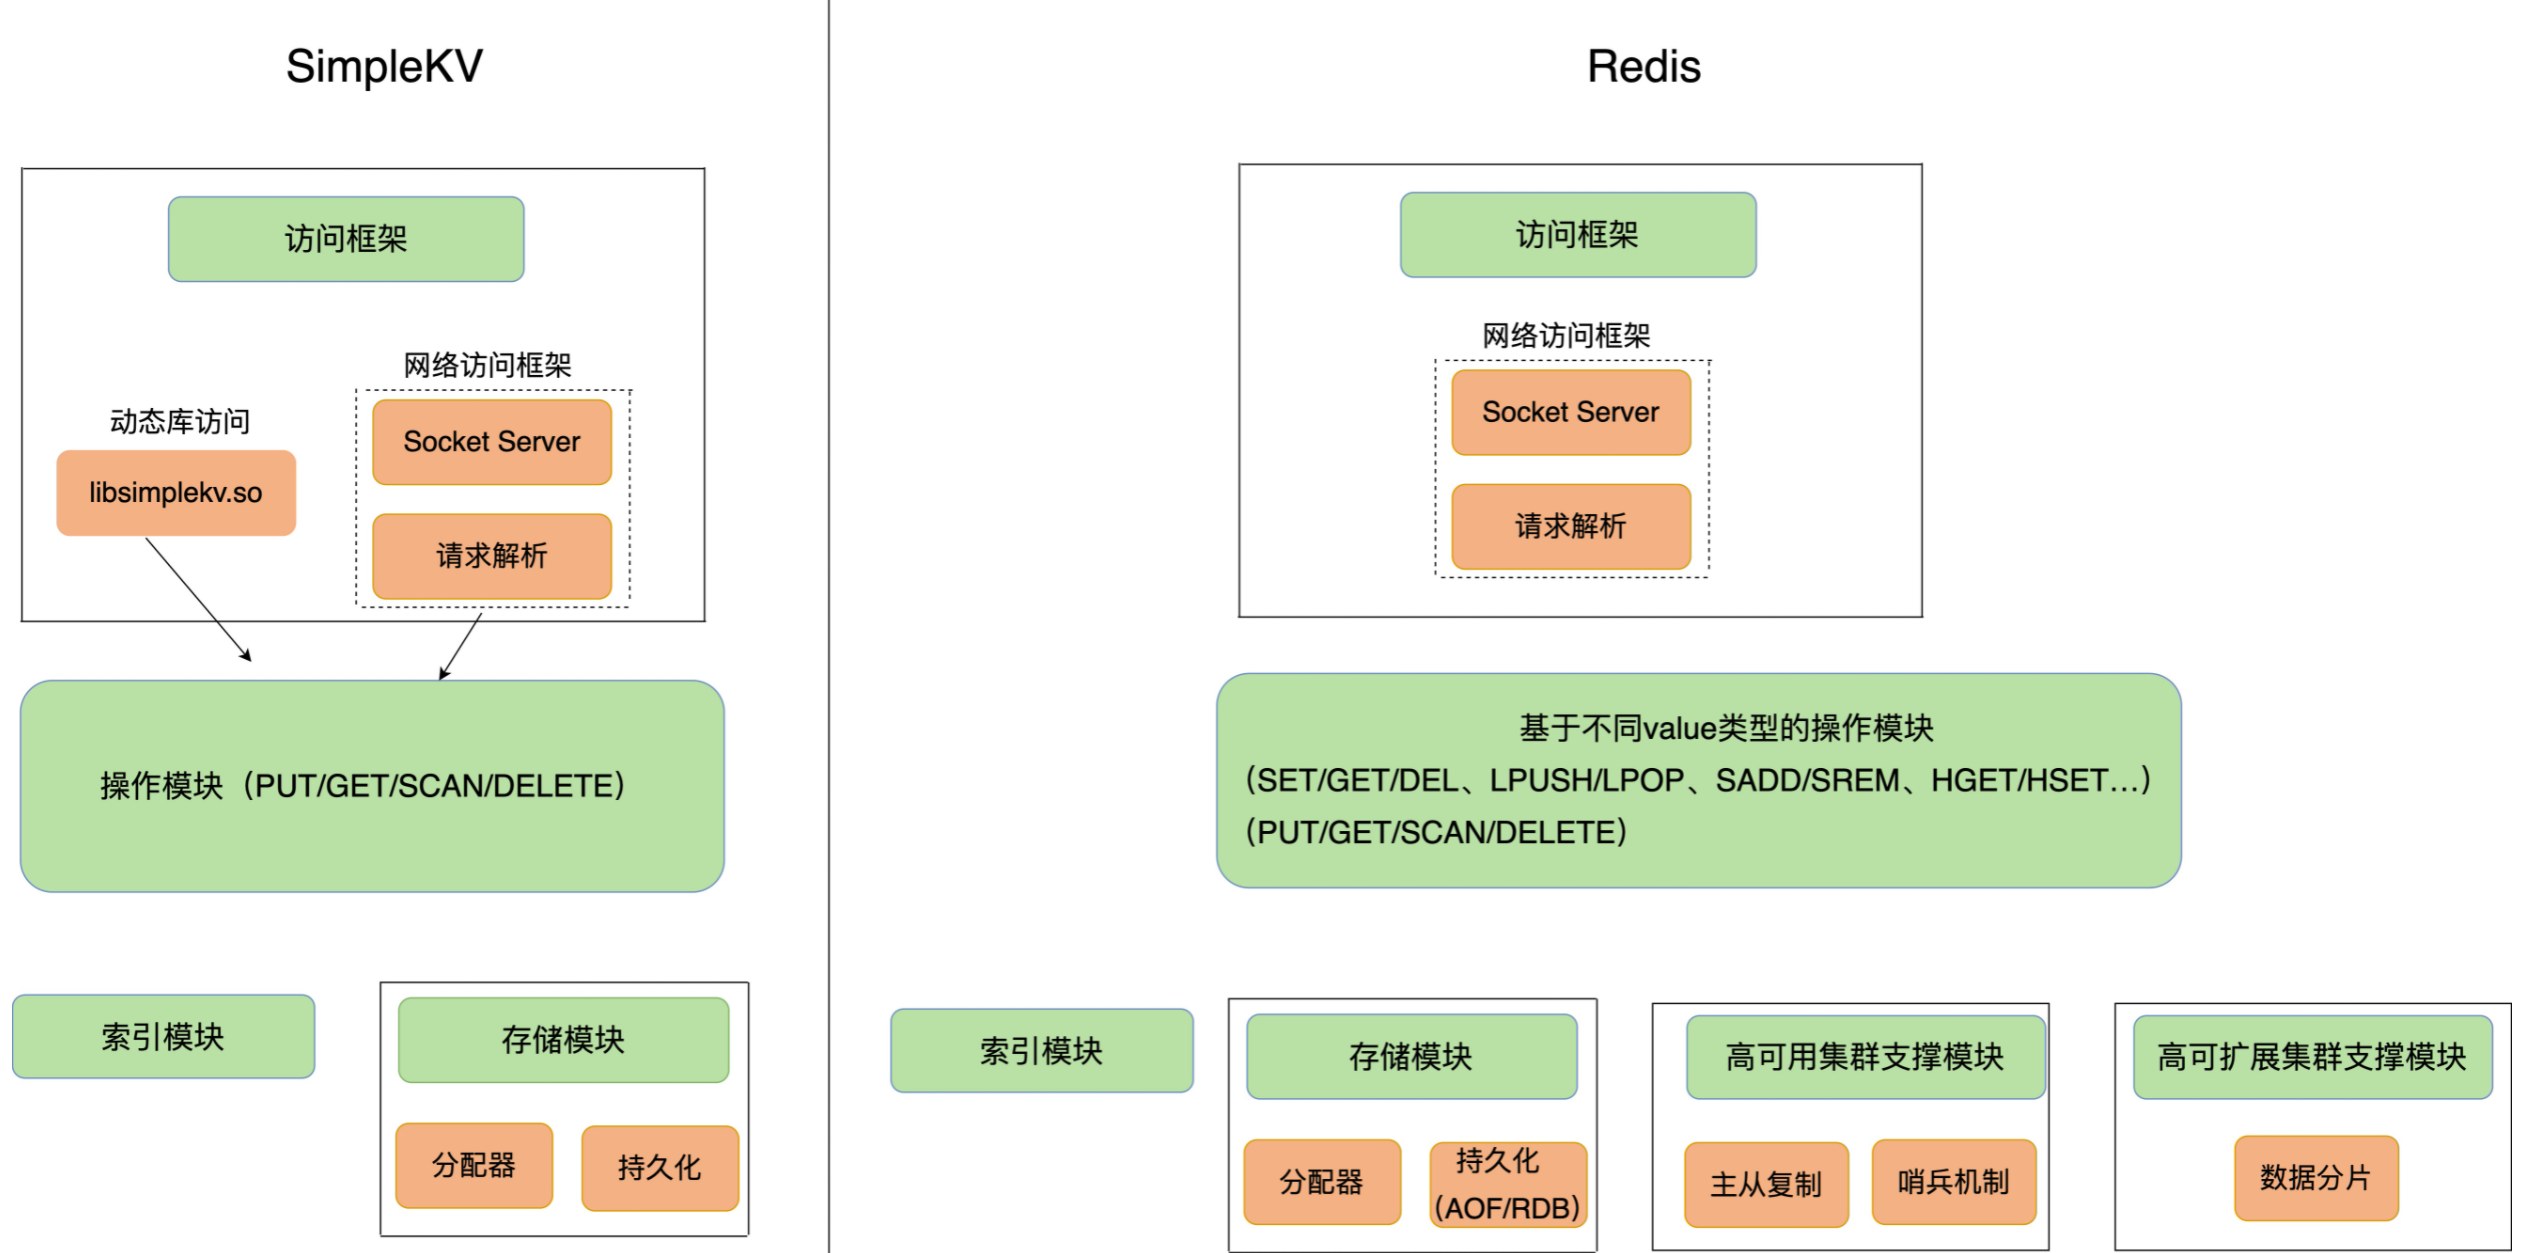 SimpleKV
访问框架
网络访问框架
动态库访问
Socket Server
libsimplekv.so
请求解析
操作模块（PUT/GET/SCAN/DELETE）
索引模块
存储模块
分配器
持久化
Redis
访问框架
网络访问框架
Socket Server
请求解析
基于不同value类型的操作模块
（SET/GET/DEL、LPUSH/LPOP、SADD/SREM、HGET/HSET...）
（PUT/GET/SCAN/DELETE）
索引模块
存储模块
分配器
持久化
（AOF/RDB）
高可用集群支撑模块
主从复制
哨兵机制
高可扩展集群支撑模块
数据分片